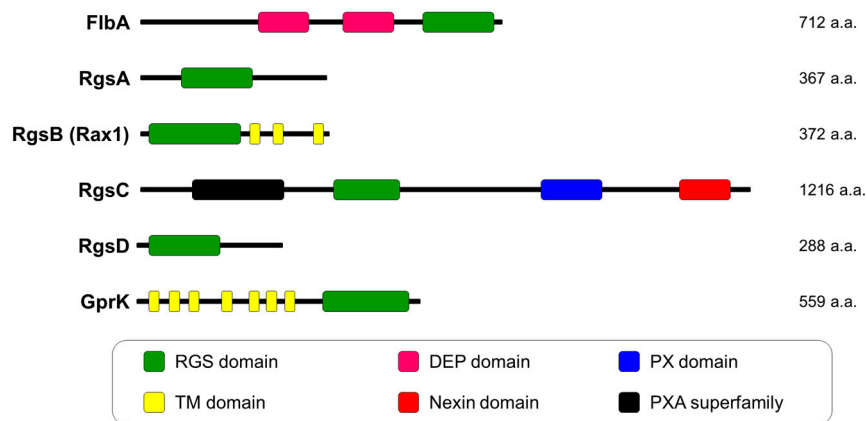 FlbA 712 a.a.
RgsA 367 a.a.
RgsB (Rax1) 372 a.a.
RgsC 1216 a.a.
RgsD 288 a.a.
GprK 559 a.a.
RGS domain DEP domain PX domain
TM domain Nexin domain PXA superfamily